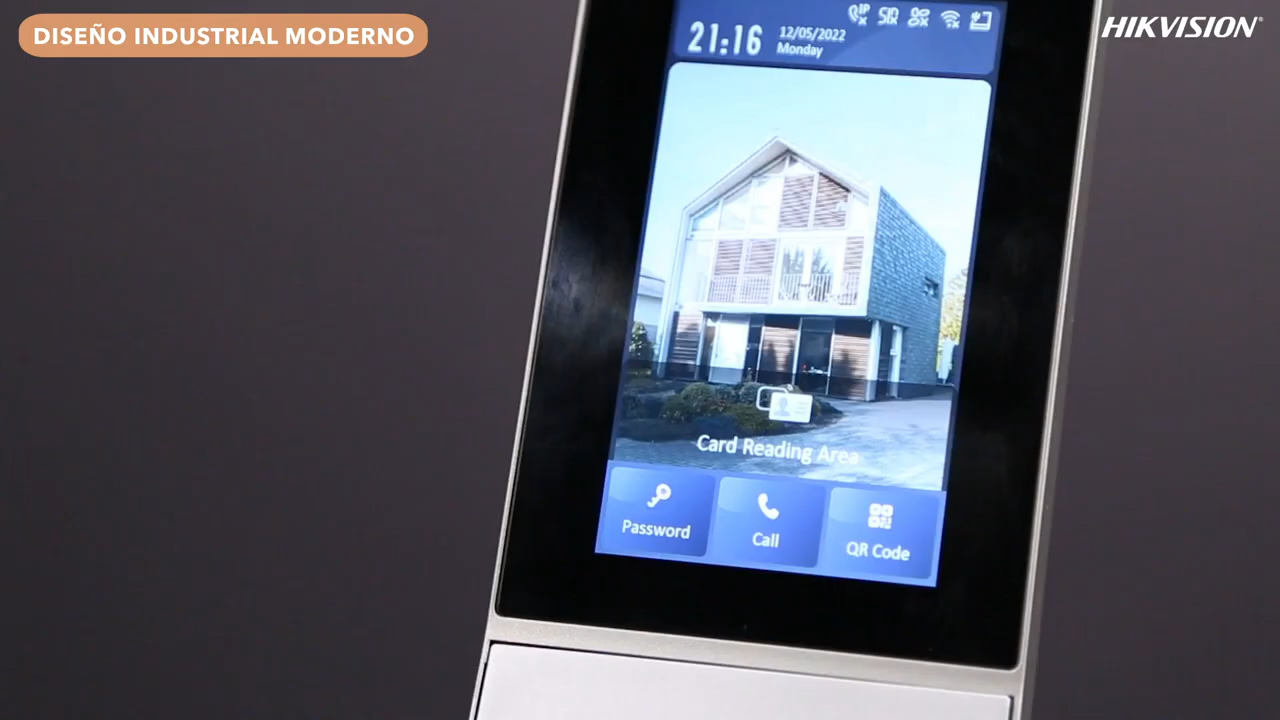 DISEÑO INDUSTRIAL MODERNO
HIKVISION®
21:16
12/05/2022
Monday
Card Reading Area
Password
Call
QR Code